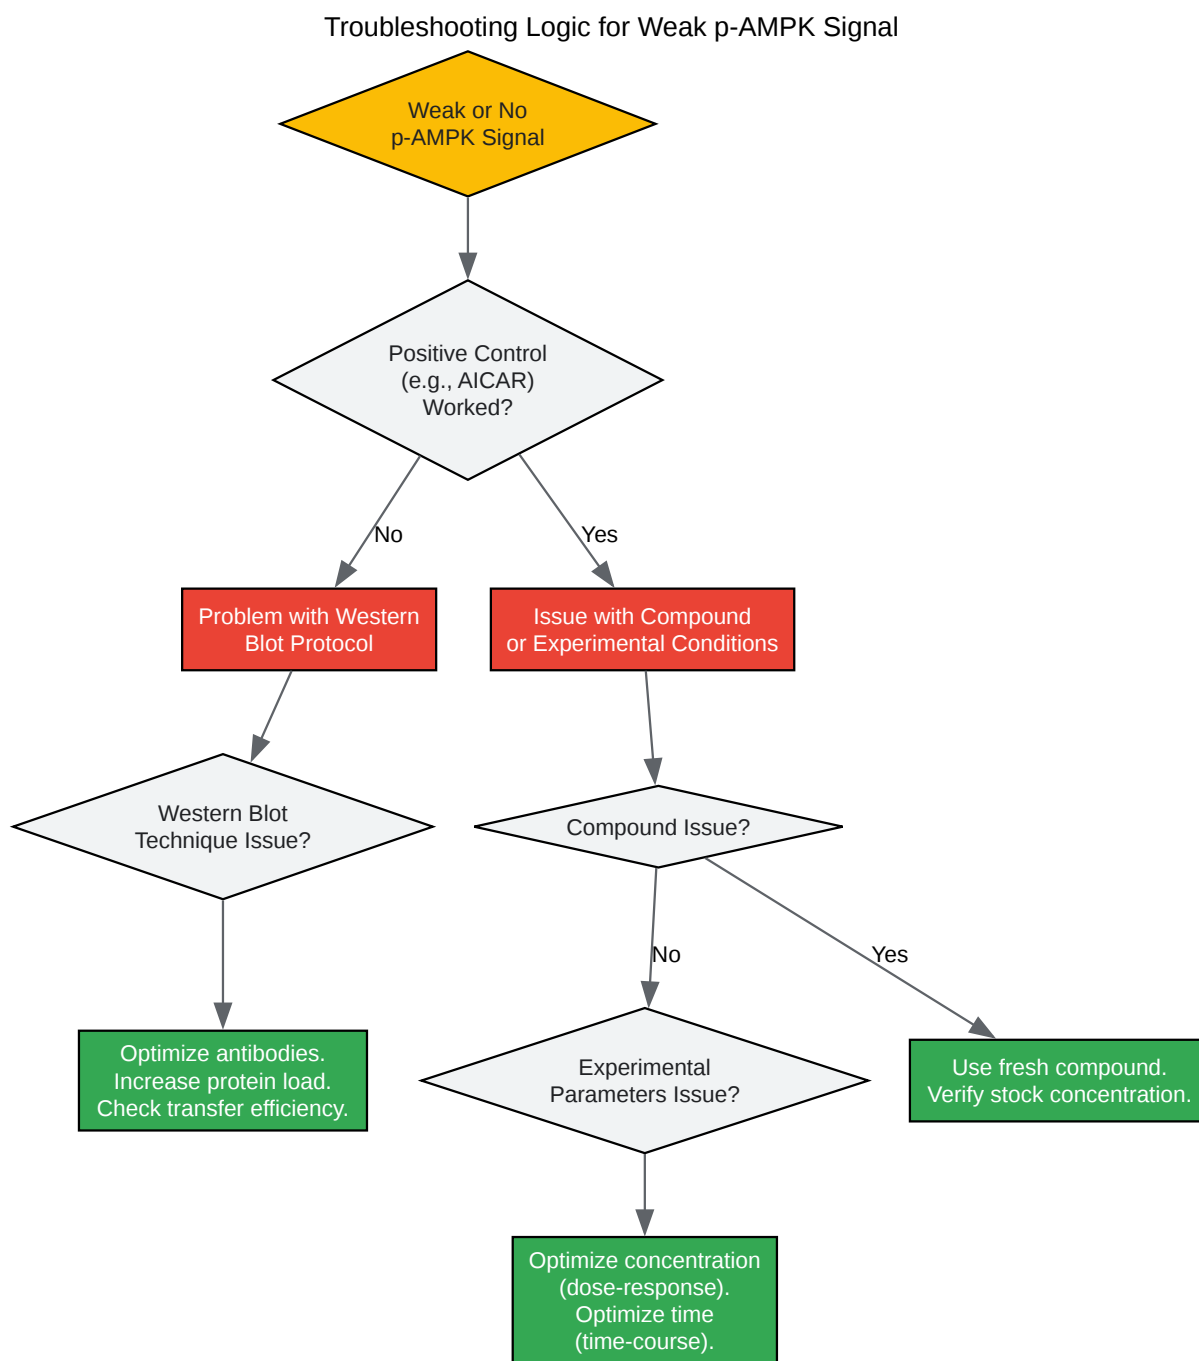 Troubleshooting Logic for Weak p-AMPK Signal
Weak or No
p-AMPK Signal
Positive Control
(e.g., AICAR)
Worked?
No
Yes
Problem with Western
Blot Protocol
Issue with Compound
or Experimental Conditions
Western Blot
Technique Issue?
Compound Issue?
No
Yes
Optimize antibodies.
Increase protein load.
Check transfer efficiency.
Experimental
Parameters Issue?
Use fresh compound.
Verify stock concentration.
Optimize concentration
(dose-response).
Optimize time
(time-course).